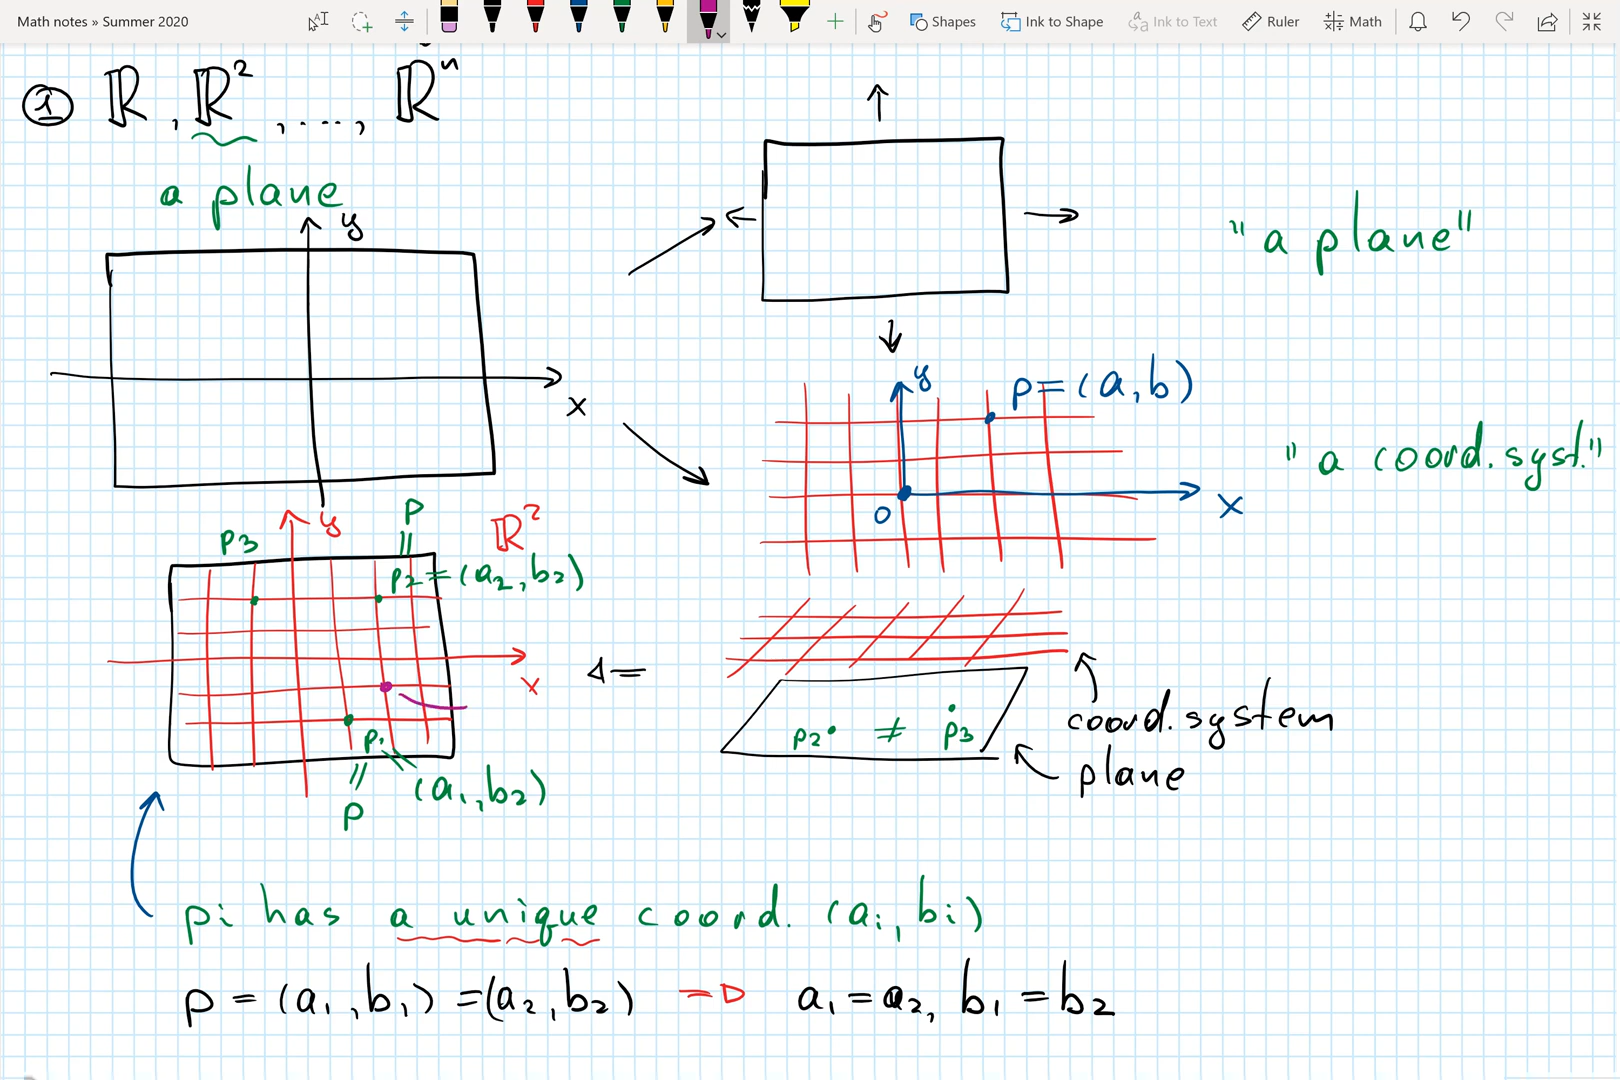 Math notes » Summer 2020
Shapes
Ink to Shape
Ink to Text
Ruler
Math
① ℝ, ℝ², ...., ℝⁿ
a plane
y
x
"a plane"
y
p=(a,b)
0
x
"a coord. syst."
y
p3
p
||
ℝ²
p2=(a₂,b₂)
x
<=
p₁
||
p
\\
(a₁,b₂)
p2 ≠ p3
coord. system
plane
pi has a unique coord. (ai,bi)
p = (a₁,b₁) =(a₂,b₂) => a₁=a₂, b₁=b₂